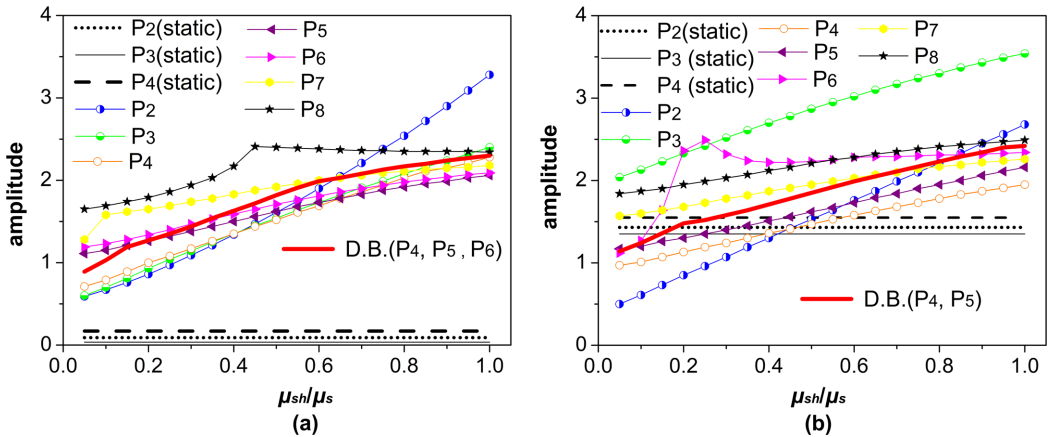 4
3
2
1
0
amplitude
P2(static)
P3(static)
P4(static)
P2
P3
P4
P5
P6
P7
P8
D.B.(P4, P5 , P6)
0.0 0.2 0.4 0.6 0.8 1.0
μsh/μs
(a)
4
3
2
1
0
amplitude
P2(static)
P3 (static)
P4 (static)
P2
P3
P4
P5
P6
P7
P8
D.B.(P4, P5)
0.0 0.2 0.4 0.6 0.8 1.0
μsh/μs
(b)